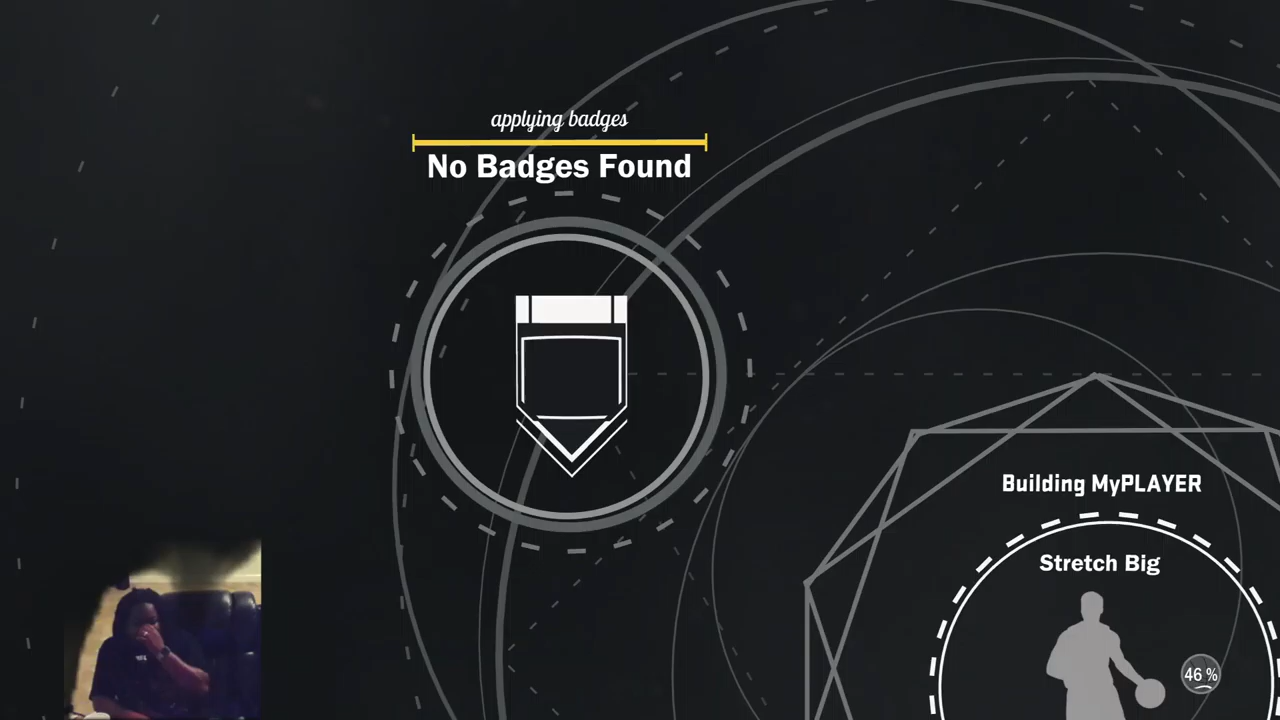 applying badges
No Badges Found
Building MyPLAYER
Stretch Big
46 %